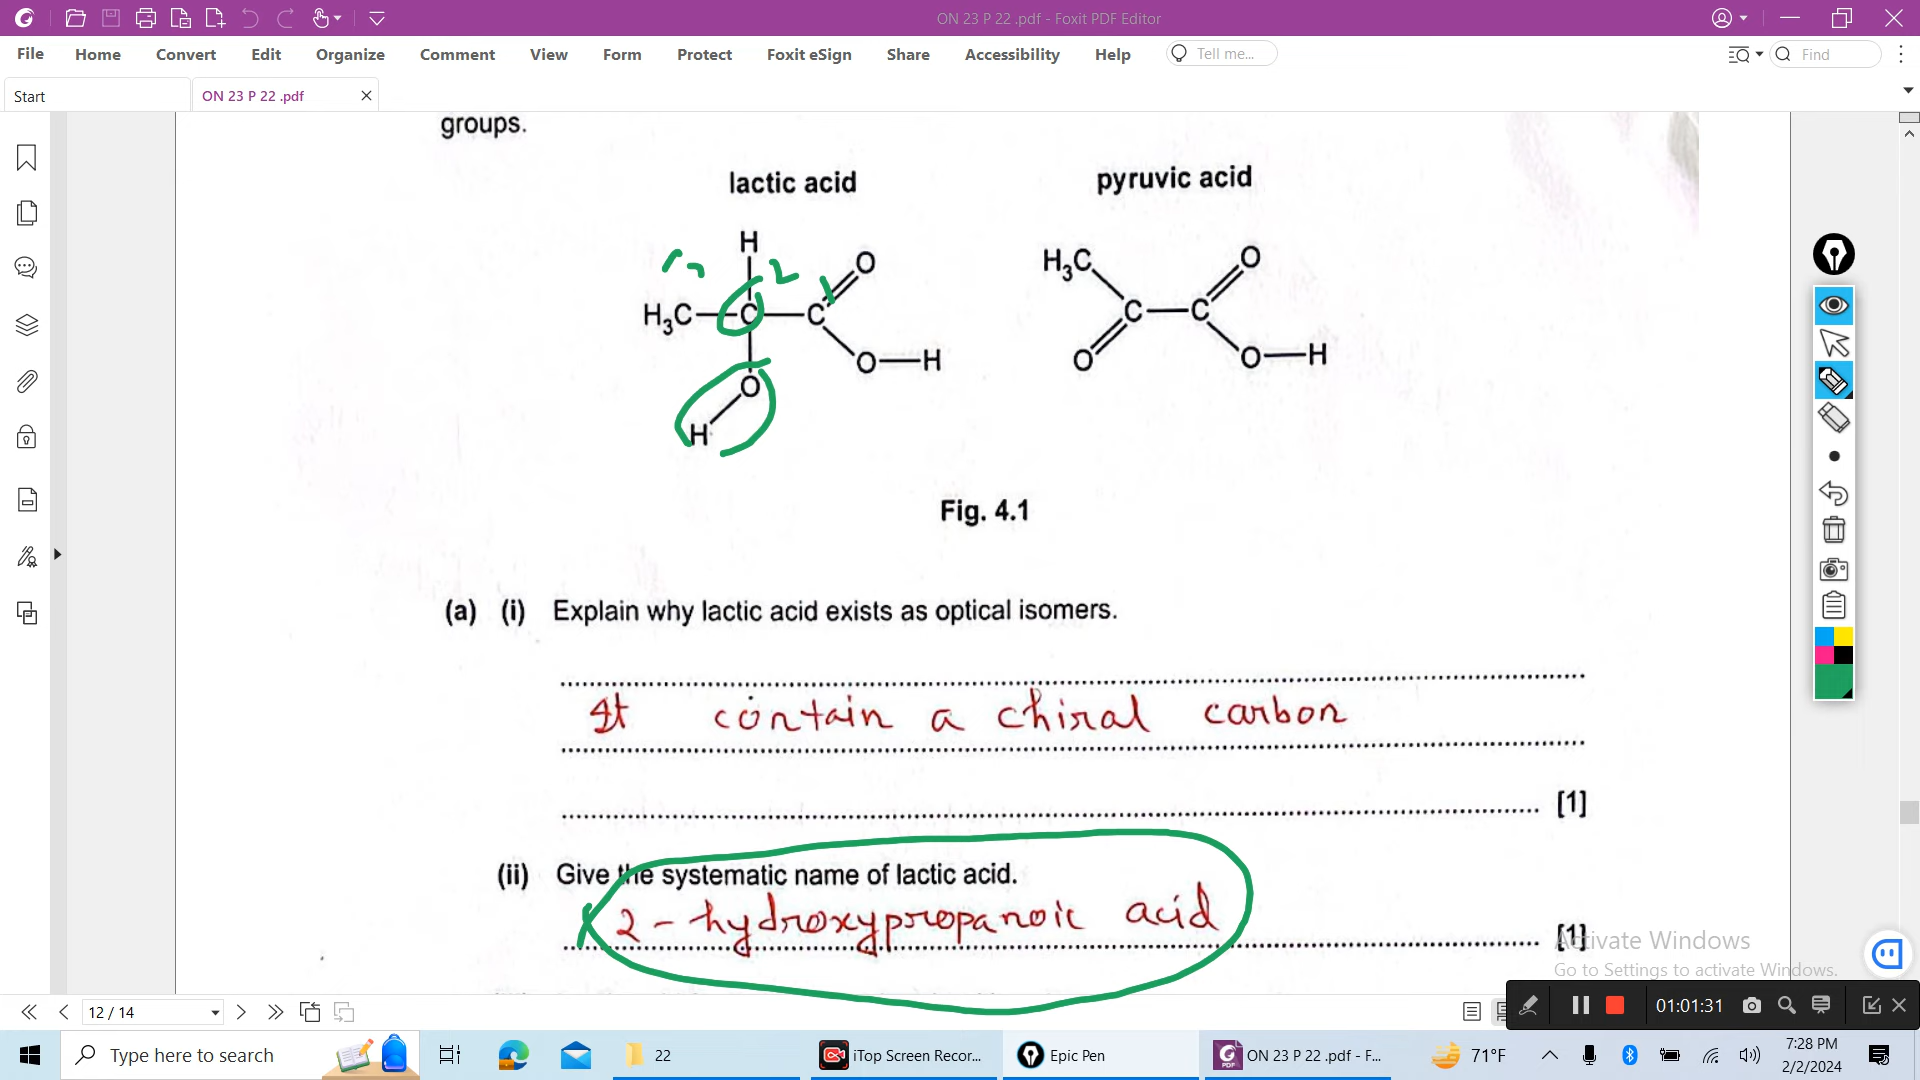 ON 23 P 22 .pdf - Foxit PDF Editor
File Home Convert Edit Organize Comment View Form Protect Foxit eSign Share Accessibility Help Tell me... Find
Start ON 23 P 22 .pdf
groups.
lactic acid pyruvic acid
H
2 1 O
H₃C C C
O H
O
H
H₃C O
C C
O O H
Fig. 4.1
(a) (i) Explain why lactic acid exists as optical isomers.
It contain a chiral carbon
[1]
(ii) Give the systematic name of lactic acid.
2-hydroxypropanoic acid
[1]
Activate Windows
Go to Settings to activate Windows.
12 / 14
01:01:31
Type here to search 22 iTop Screen Recor... Epic Pen ON 23 P 22 .pdf - F... 71°F 7:28 PM
2/2/2024